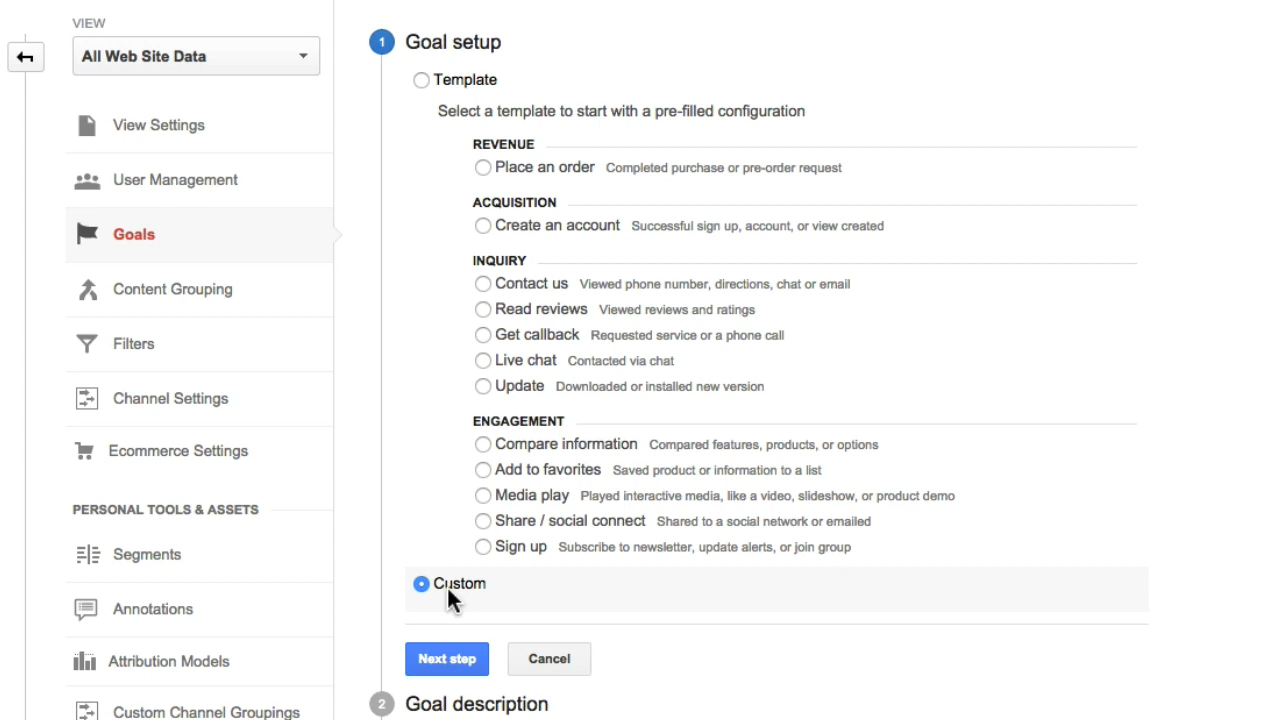 VIEW
All Web Site Data
View Settings
User Management
Goals
Content Grouping
Filters
Channel Settings
Ecommerce Settings
PERSONAL TOOLS & ASSETS
Segments
Annotations
Attribution Models
Custom Channel Groupings
1 Goal setup
Template
Select a template to start with a pre-filled configuration
REVENUE
Place an order Completed purchase or pre-order request
ACQUISITION
Create an account Successful sign up, account, or view created
INQUIRY
Contact us Viewed phone number, directions, chat or email
Read reviews Viewed reviews and ratings
Get callback Requested service or a phone call
Live chat Contacted via chat
Update Downloaded or installed new version
ENGAGEMENT
Compare information Compared features, products, or options
Add to favorites Saved product or information to a list
Media play Played interactive media, like a video, slideshow, or product demo
Share / social connect Shared to a social network or emailed
Sign up Subscribe to newsletter, update alerts, or join group
Custom
Next step Cancel
2 Goal description